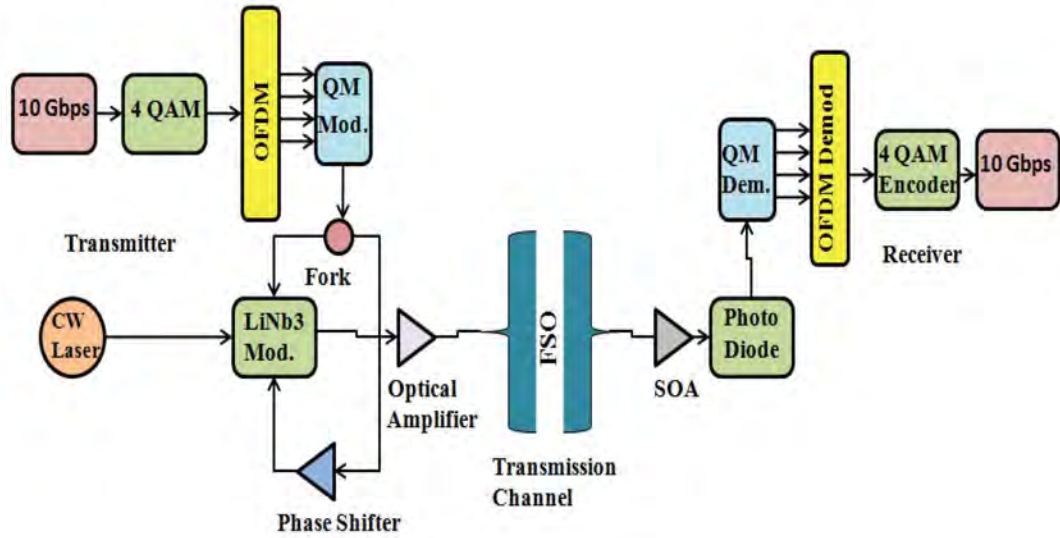 10 Gbps
4 QAM
OFDM
QM
Mod.
Transmitter
Fork
CW
Laser
LiNb3
Mod.
Optical
Amplifier
Phase Shifter
FSO
Transmission
Channel
SOA
Photo
Diode
QM
Dem.
OFDM Demod
4 QAM
Encoder
10 Gbps
Receiver